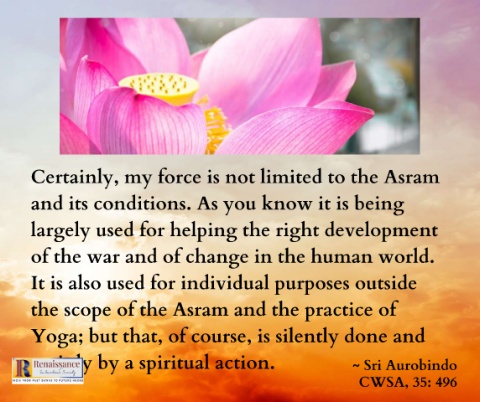 Certainly, my force is not limited to the Asram
and its conditions. As you know it is being
largely used for helping the right development
of the war and of change in the human world.
It is also used for individual purposes outside
the scope of the Asram and the practice of
Yoga; but that, of course, is silently done and
by a spiritual action.
~ Sri Aurobindo
CWSA, 35: 496
Renaissance